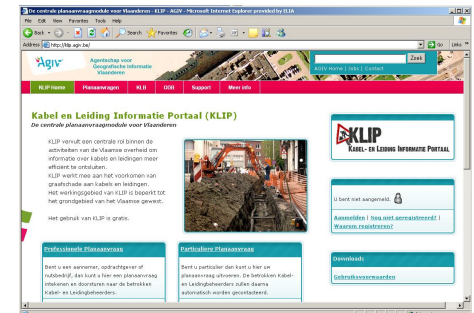 De centrale planaanvraagmodule voor Vlaanderen - KLIP - AGIV - Microsoft Internet Explorer provided by ELIA
File Edit View Favorites Tools Help
Back Search Favorites
Address http://klip.agiv.be/ Go Links
AGIV
Agentschap voor
Geografische Informatie
Vlaanderen
Zoek
AGIV Home | Jobs | Contact
KLIP Home Planaanvragen KLB ODB Support Meer info
Kabel en Leiding Informatie Portaal (KLIP)
De centrale planaanvraagmodule voor Vlaanderen
KLIP vervult een centrale rol binnen de
activiteiten van de Vlaamse overheid om
informatie over kabels en leidingen meer
efficient te ontsluiten.
KLIP werkt mee aan het voorkomen van
graafschade aan kabels en leidingen.
Het werkingsgebied van KLIP is beperkt tot
het grondgebied van het Vlaamse gewest.
Het gebruik van KLIP is gratis.
KLIP
Kabel- en Leiding Informatie Portaal
U bent niet aangemeld.
Aanmelden | Nog niet geregistreerd? |
Waarom registreren?
Professionele Planaanvraag
Bent u een aannemer, opdrachtgever of
nutsbedrijf, dan kunt u hier een planaanvraag
intekenen en doorsturen naar de betrokken
Kabel- en Leidingbeheerders.
Particuliere Planaanvraag
Bent u particulier dan kunt u hier uw
planaanvraag uitvoeren. De betrokken Kabel-
en Leidingbeheerders zullen daarna
automatisch worden gecontacteerd.
Downloads
Gebruiksvoorwaarden
Internet